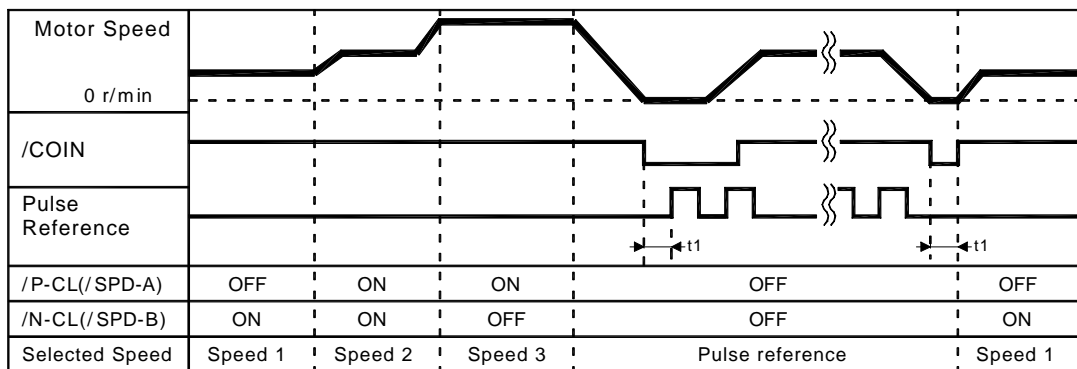 Motor Speed
0 r/min
/COIN
Pulse
Reference
t1
t1
/P-CL(/SPD-A) OFF ON ON OFF OFF
/N-CL(/SPD-B) ON ON OFF OFF ON
Selected Speed Speed 1 Speed 2 Speed 3 Pulse reference Speed 1